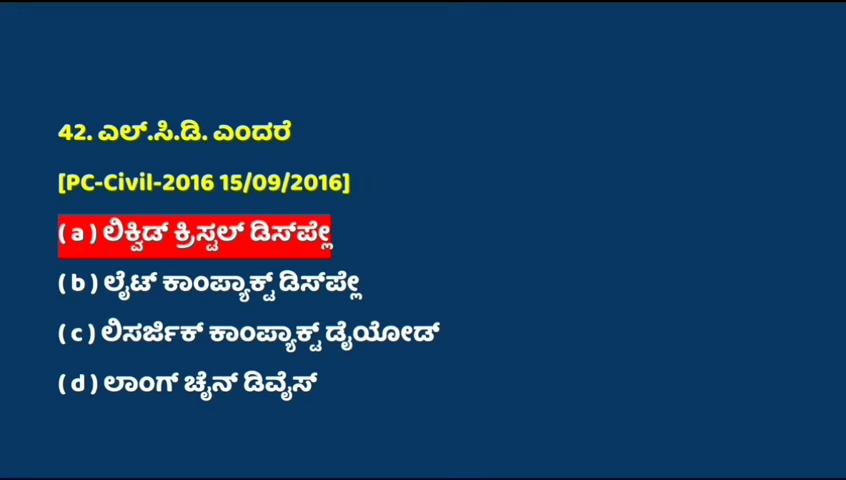 42. ಎಲ್.ಸಿ.ಡಿ. ಎಂದರೆ
[PC-Civil-2016 15/09/2016]
( a ) ಲಿಕ್ವಿಡ್ ಕ್ರಿಸ್ಟಲ್ ಡಿಸ್‌ಪ್ಲೇ
( b ) ಲೈಟ್ ಕಾಂಪ್ಯಾಕ್ಟ್ ಡಿಸ್‌ಪ್ಲೇ
( c ) ಲಿಸರ್ಜಿಕ್ ಕಾಂಪ್ಯಾಕ್ಟ್ ಡೈಯೋಡ್
( d ) ಲಾಂಗ್ ಚೈನ್ ಡಿವೈಸ್